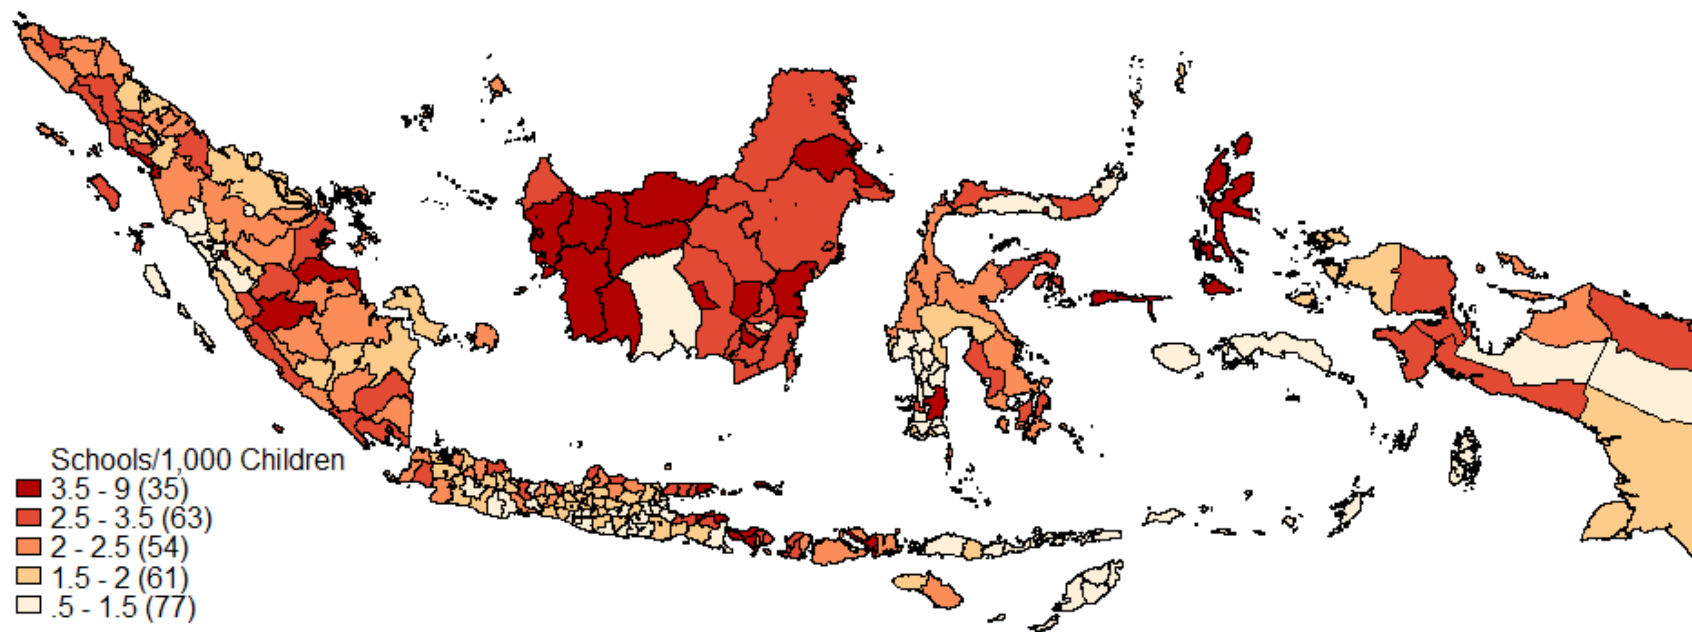 Schools/1,000 Children
3.5 - 9 (35)
2.5 - 3.5 (63)
2 - 2.5 (54)
1.5 - 2 (61)
.5 - 1.5 (77)